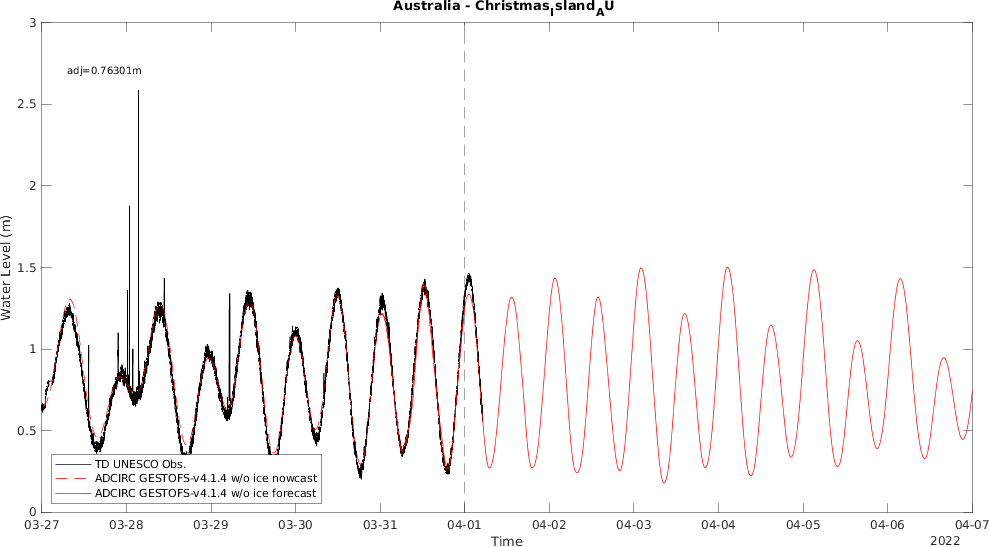 Australia - Christmas_Island_AU
3
adj=0.76301m
2.5
2
1.5
Water Level (m)
1
0.5
TD UNESCO Obs.
ADCIRC GESTOFS-v4.1.4 w/o ice nowcast
ADCIRC GESTOFS-v4.1.4 w/o ice forecast
0
03-27 03-28 03-29 03-30 03-31 04-01 04-02 04-03 04-04 04-05 04-06 04-07
Time
2022